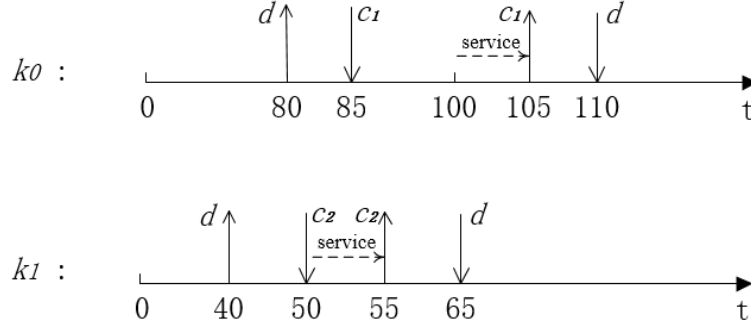 d c1 c1 d
service
k0 :
0 80 85 100 105 110 t
d c2 c2 d
service
k1 :
0 40 50 55 65 t